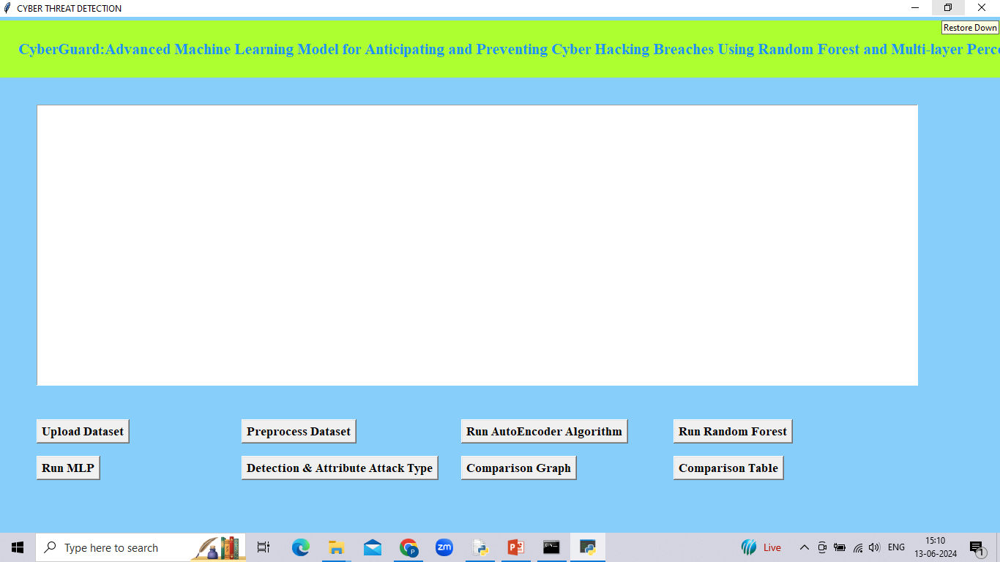 CYBER THREAT DETECTION
Restore Down
CyberGuard:Advanced Machine Learning Model for Anticipating and Preventing Cyber Hacking Breaches Using Random Forest and Multi-layer Perc
Upload Dataset Preprocess Dataset Run AutoEncoder Algorithm Run Random Forest
Run MLP Detection & Attribute Attack Type Comparison Graph Comparison Table
Type here to search P zm Live ENG 15:10
13-06-2024 1